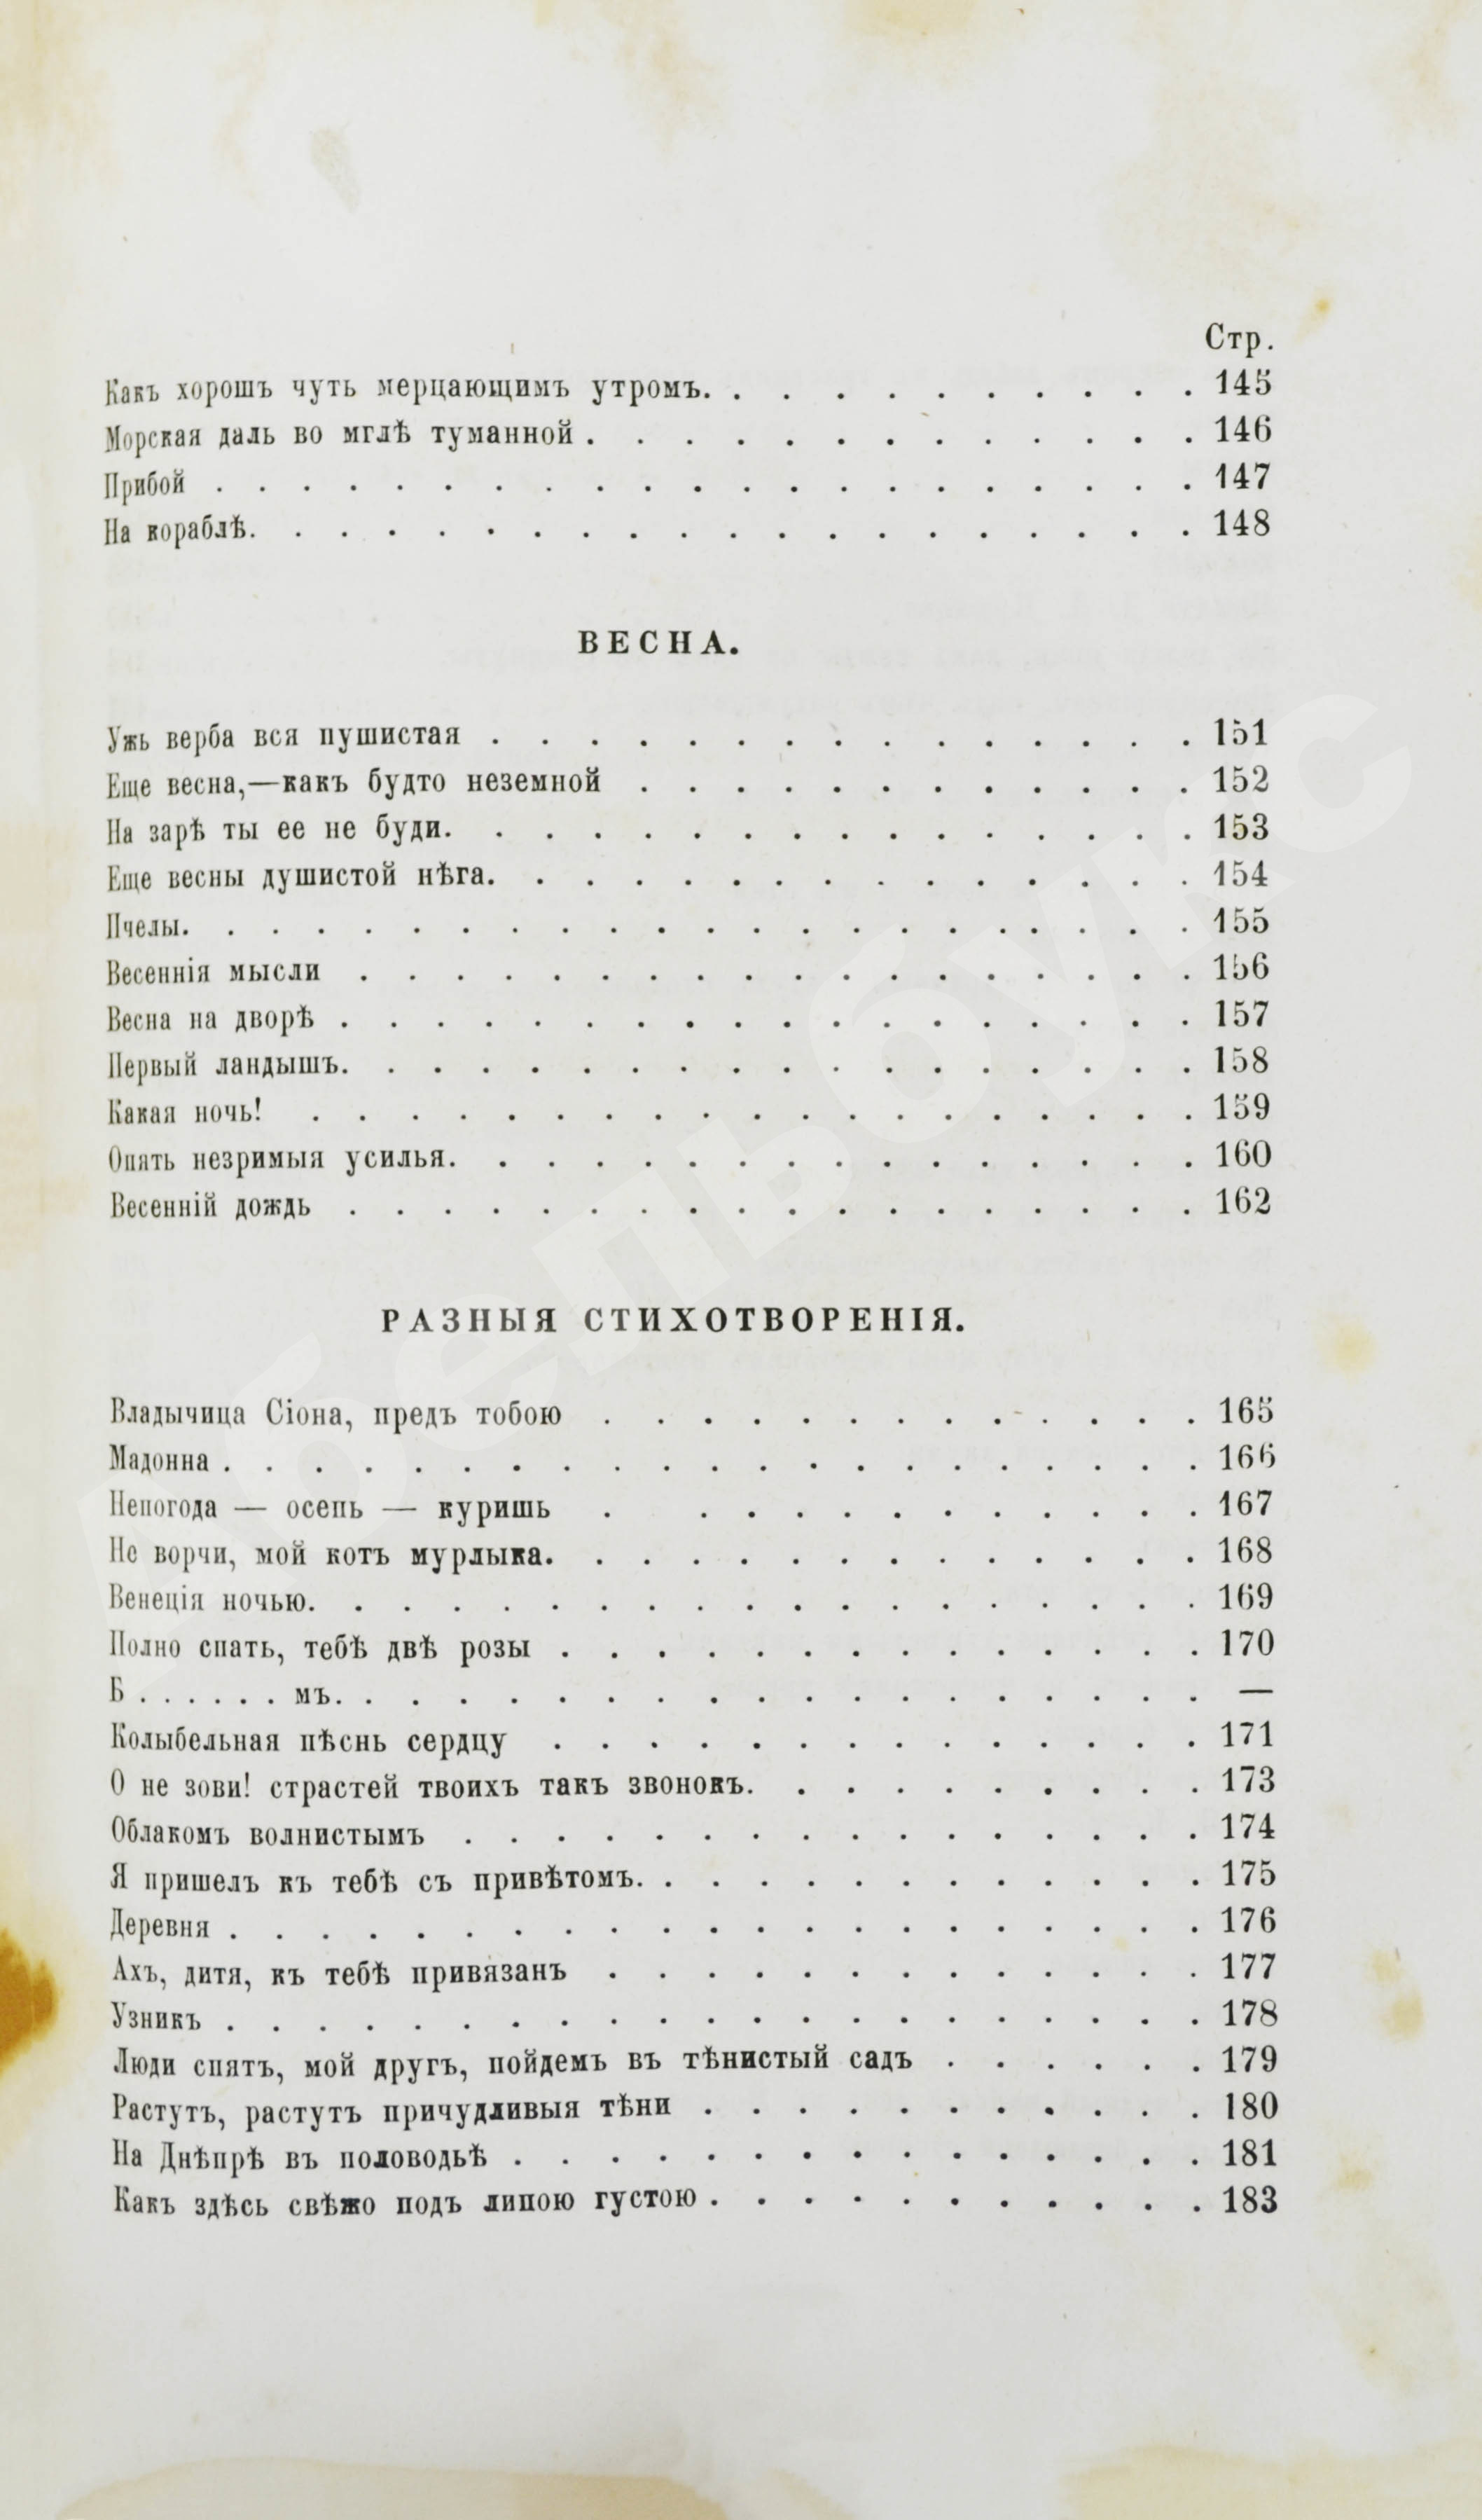 Стр.
Какъ хорошъ чуть мерцающимъ утромъ. . . . . . . . . . . 145
Морская даль во мглѣ туманной . . . . . . . . . . . . . 146
Прибой . . . . . . . . . . . . . . . . . . . . . 147
На кораблѣ. . . . . . . . . . . . . . . . . . . . 148
ВЕСНА.
Ужь верба вся пушистая . . . . . . . . . . . . . . . 151
Еще весна,—какъ будто неземной . . . . . . . . . . . . 152
На зарѣ ты ее не буди. . . . . . . . . . . . . . . . 153
Еще весны душистой нѣга. . . . . . . . . . . . . . . 154
Пчелы. . . . . . . . . . . . . . . . . . . . . . 155
Весеннія мысли . . . . . . . . . . . . . . . . . . 156
Весна на дворѣ . . . . . . . . . . . . . . . . . . 157
Первый ландышъ. . . . . . . . . . . . . . . . . . . 158
Какая ночь! . . . . . . . . . . . . . . . . . . . 159
Опять незримыя усилья. . . . . . . . . . . . . . . . 160
Весенній дождь . . . . . . . . . . . . . . . . . . 162
РАЗНЫЯ СТИХОТВОРЕНІЯ.
Владычица Сіона, предъ тобою . . . . . . . . . . . . . 165
Мадонна . . . . . . . . . . . . . . . . . . . . . 166
Непогода — осень — куришь . . . . . . . . . . . . 167
Не ворчи, мой котъ мурлыка. . . . . . . . . . . . . . 168
Венеція ночью. . . . . . . . . . . . . . . . . . . 169
Полно спать, тебѣ двѣ розы . . . . . . . . . . . . . . 170
Б . . . . . . мъ. . . . . . . . . . . . . . . . . . . —
Колыбельная пѣснь сердцу . . . . . . . . . . . . . . 171
О не зови! страстей твоихъ такъ звонокъ. . . . . . . . . . 173
Облакомъ волнистымъ . . . . . . . . . . . . . . . . 174
Я пришелъ къ тебѣ съ привѣтомъ. . . . . . . . . . . . . 175
Деревня . . . . . . . . . . . . . . . . . . . . . 176
Ахъ, дитя, къ тебѣ привязанъ . . . . . . . . . . . . . 177
Узникъ . . . . . . . . . . . . . . . . . . . . . 178
Люди спятъ, мой другъ, пойдемъ въ тѣнистый садъ . . . . . . 179
Растутъ, растутъ причудливыя тѣни . . . . . . . . . . . 180
На Днѣпрѣ въ половодьѣ . . . . . . . . . . . . . . . 181
Какъ здѣсь свѣжо подъ липою густою . . . . . . . . . . . 183
Абельбукс